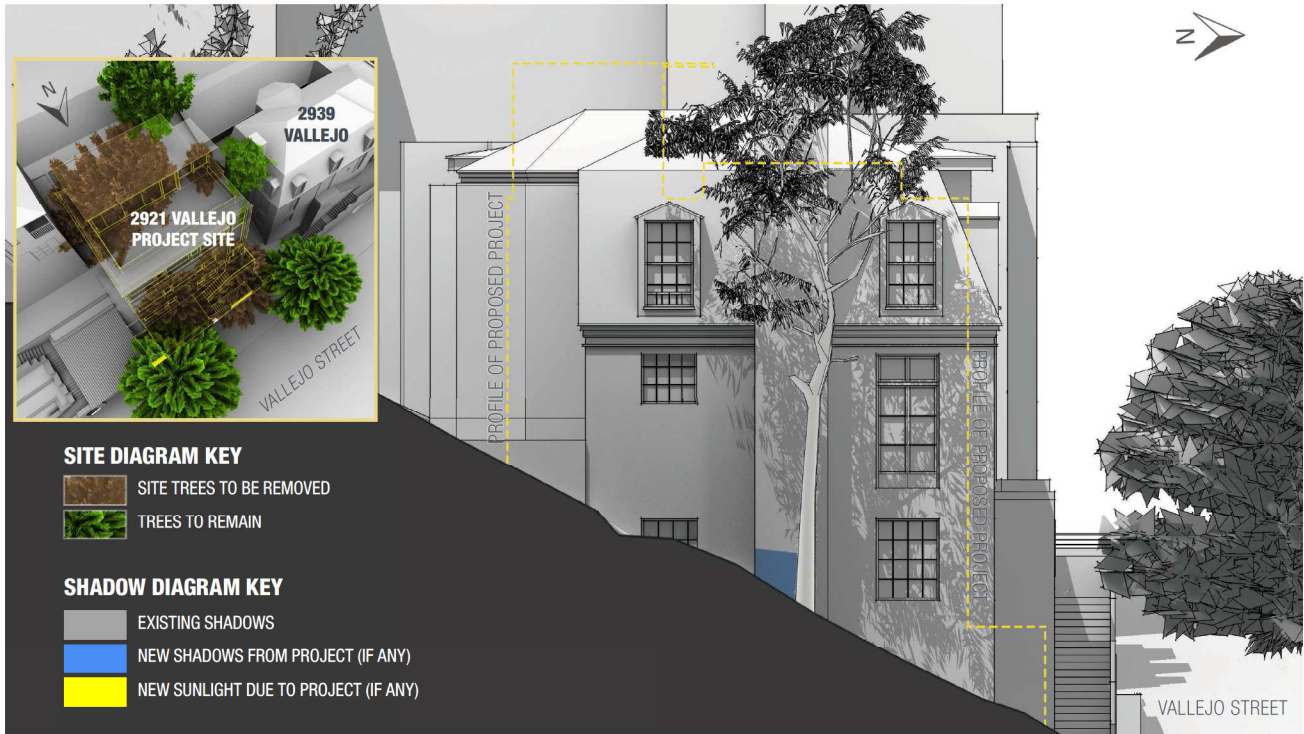 N
2939
VALLEJO
2921 VALLEJO
PROJECT SITE
VALLEJO STREET
SITE DIAGRAM KEY
SITE TREES TO BE REMOVED
TREES TO REMAIN
SHADOW DIAGRAM KEY
EXISTING SHADOWS
NEW SHADOWS FROM PROJECT (IF ANY)
NEW SUNLIGHT DUE TO PROJECT (IF ANY)
PROFILE OF PROPOSED PROJECT
PROFILE OF PROPOSED PROJECT
N
VALLEJO STREET